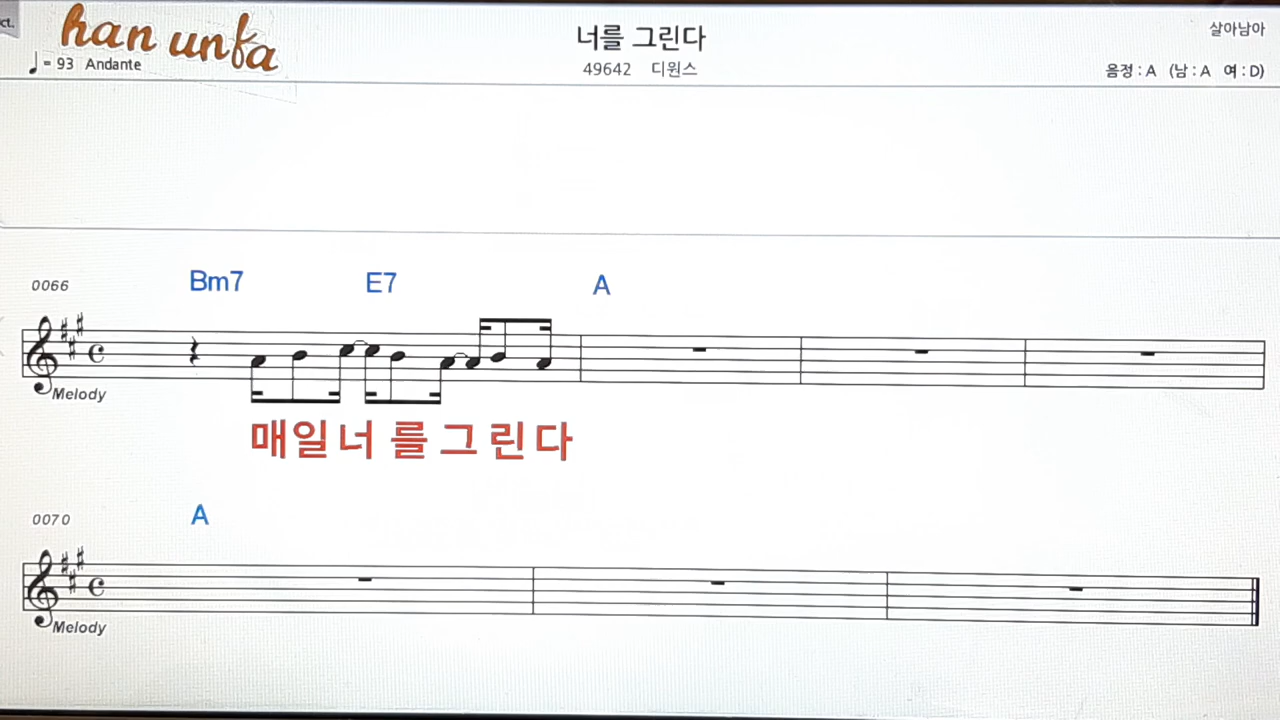 ct.
han unfa
너를 그린다
살아남아
♩= 93 Andante
49642 디원스
음정 : A (남 : A 여 : D)
0066 Bm7 E7 A
Melody
매일너 를 그 린 다
0070 A
Melody